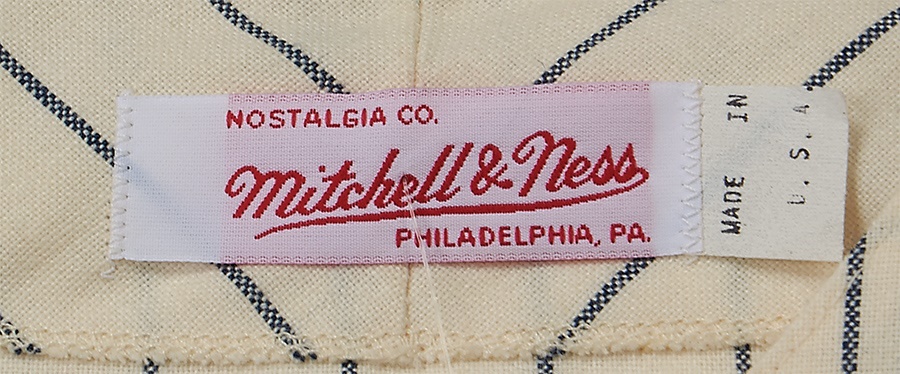 NOSTALGIA CO.
Mitchell & Ness
PHILADELPHIA, PA.
MADE IN
U. S. A